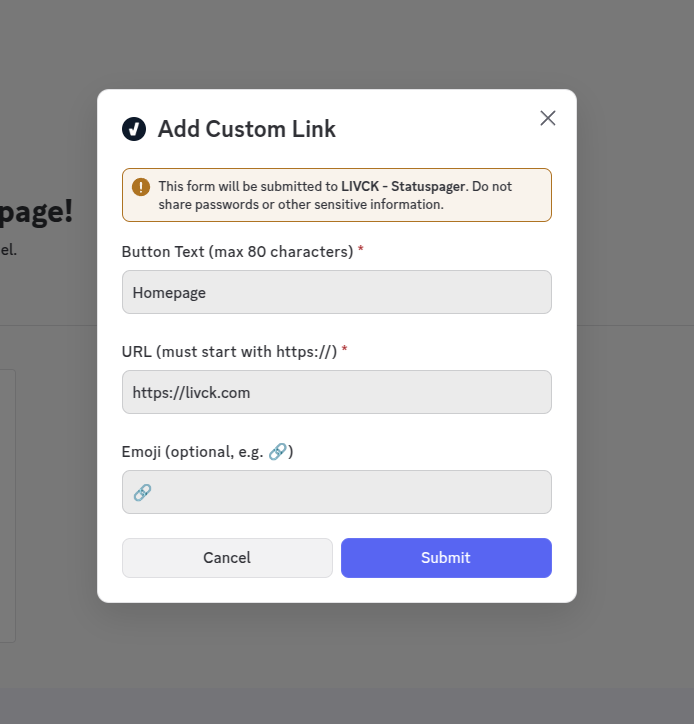 Add Custom Link
This form will be submitted to LIVCK - Statuspager. Do not
share passwords or other sensitive information.
page!
el.
Button Text (max 80 characters) *
Homepage
URL (must start with https://) *
https://livck.com
Emoji (optional, e.g. 🔗)
🔗
Cancel
Submit